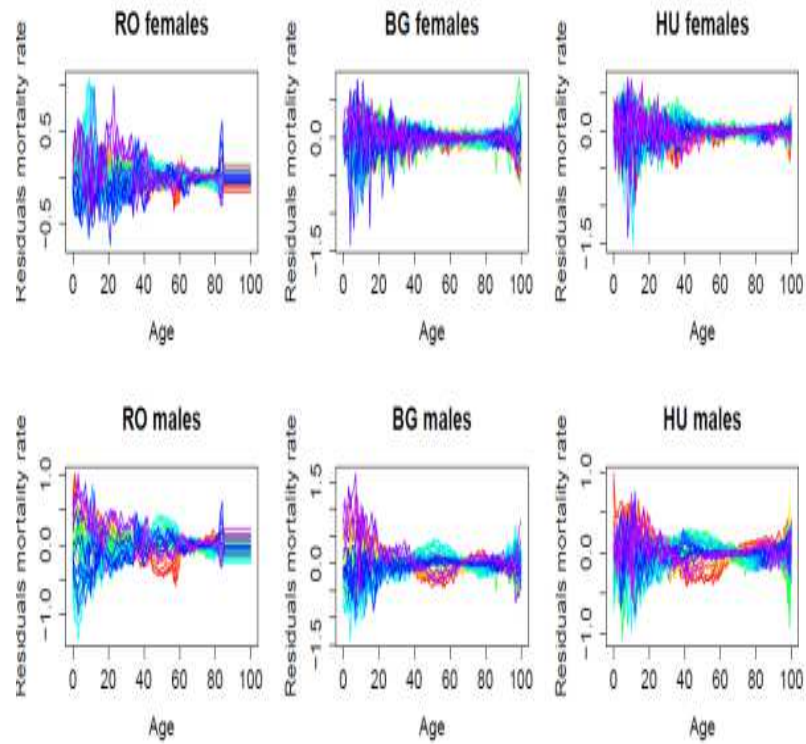 RO females
BG females
HU females
Residuals mortality rate
0.5
-0.5
0 20 40 60 80 100
Age
Residuals mortality rate
0.0
-1.5
0 20 40 60 80 100
Age
Residuals mortality rate
0.0
-1.5
0 20 40 60 80 100
Age
RO males
BG males
HU males
Residuals mortality rate
1.0
0.0
-1.0
0 20 40 60 80 100
Age
Residuals mortality rate
1.5
0.0
-1.5
0 20 40 60 80 100
Age
Residuals mortality rate
1.0
0.0
-1.0
0 20 40 60 80 100
Age